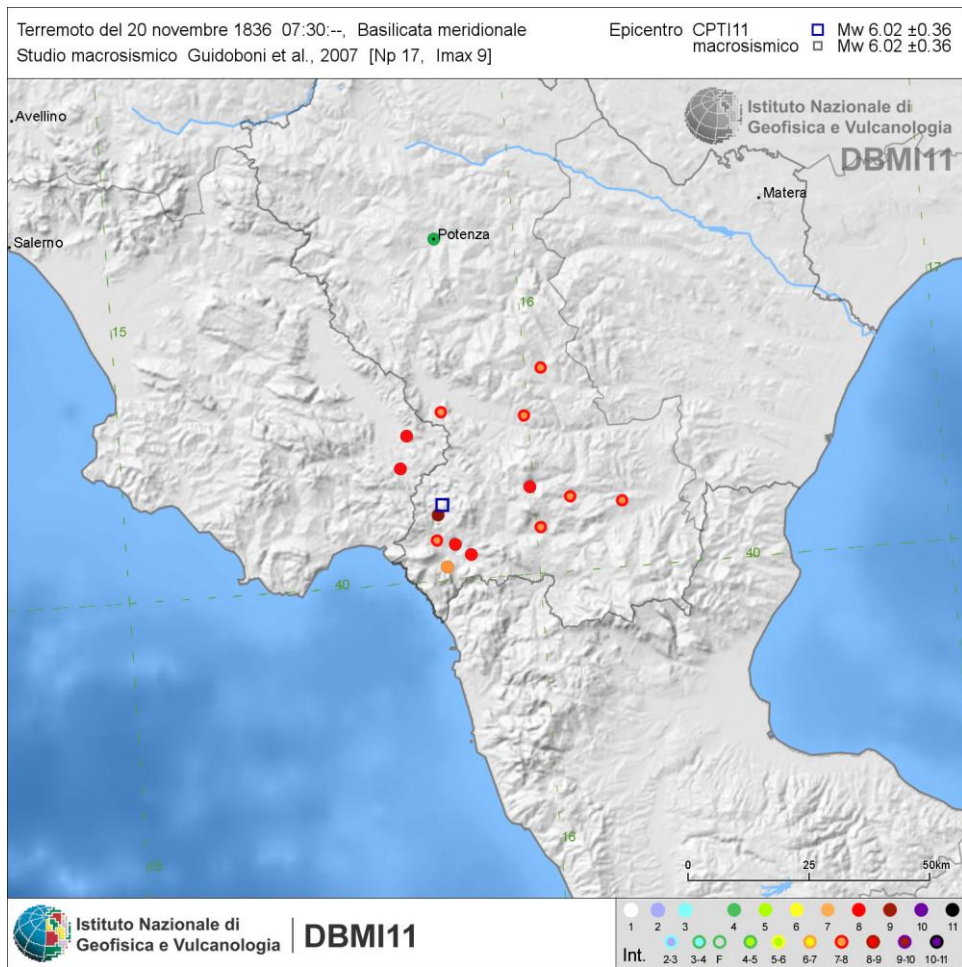 Terremoto del 20 novembre 1836 07:30:--, Basilicata meridionale
Studio macrosismico Guidoboni et al., 2007 [Np 17, Imax 9]
Epicentro CPTI11 Mw 6.02 ±0.36
macrosismico Mw 6.02 ±0.36
Avellino
Istituto Nazionale di
Geofisica e Vulcanologia
DBMI11
Matera
Salerno
Potenza
17
16
15
40
40
16
15
0 25 50km
Istituto Nazionale di
Geofisica e Vulcanologia
DBMI11
1 2 3 4 5 6 7 8 9 10 11
Int. 2-3 3-4 F 4-5 5-6 6-7 7-8 8-9 9-10 10-11